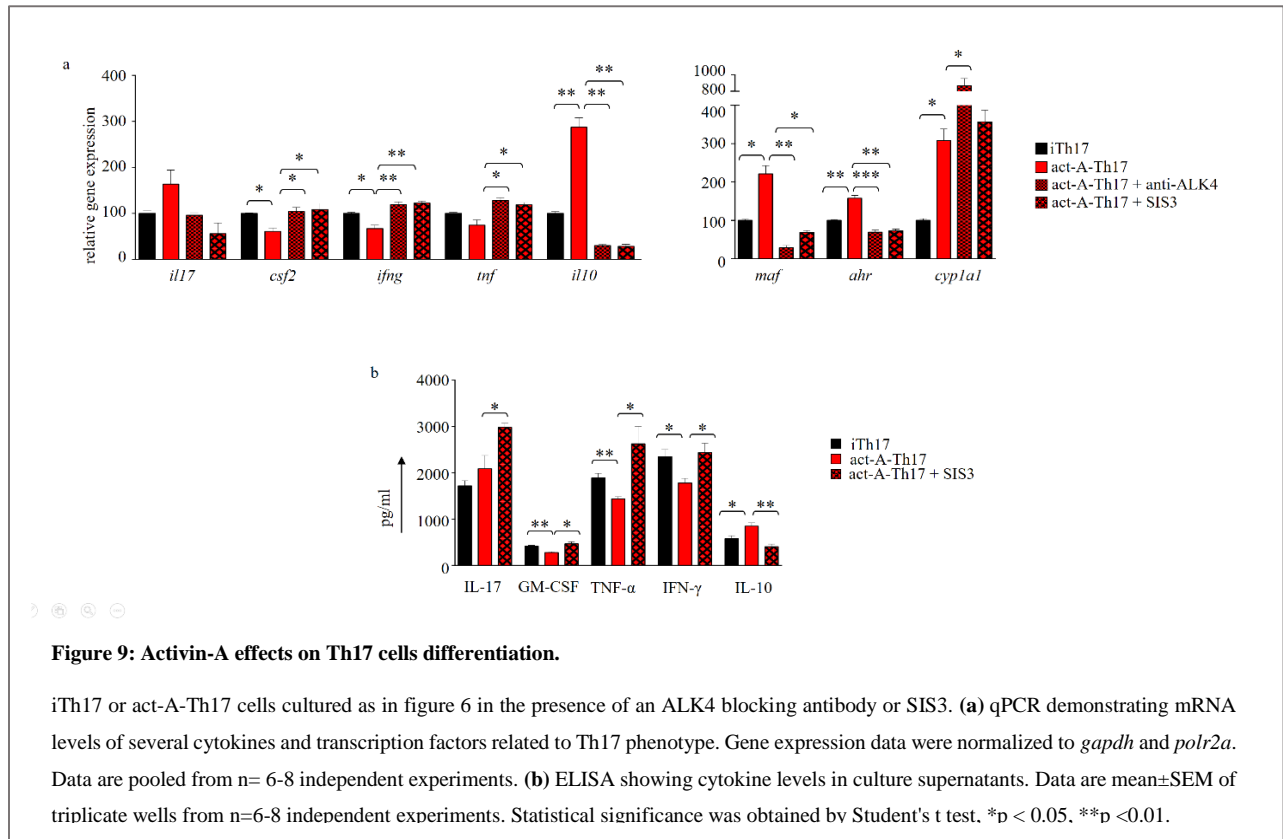 a
relative gene expression
400
300
200
100
0
* * * * ** ** * * ** ** **
il17 csf2 ifng tnf il10
1000
800
400
300
200
100
0
* ** * ** *** ** * *
maf ahr cyp1a1
iTh17
act-A-Th17
act-A-Th17 + anti-ALK4
act-A-Th17 + SIS3
b
pg/ml
4000
3000
2000
1000
0
* ** * ** * * * * **
IL-17 GM-CSF TNF-α IFN-γ IL-10
iTh17
act-A-Th17
act-A-Th17 + SIS3
Figure 9: Activin-A effects on Th17 cells differentiation.
iTh17 or act-A-Th17 cells cultured as in figure 6 in the presence of an ALK4 blocking antibody or SIS3. (a) qPCR demonstrating mRNA
levels of several cytokines and transcription factors related to Th17 phenotype. Gene expression data were normalized to gapdh and polr2a.
Data are pooled from n= 6-8 independent experiments. (b) ELISA showing cytokine levels in culture supernatants. Data are mean±SEM of
triplicate wells from n=6-8 independent experiments. Statistical significance was obtained by Student's t test, *p < 0.05, **p <0.01.